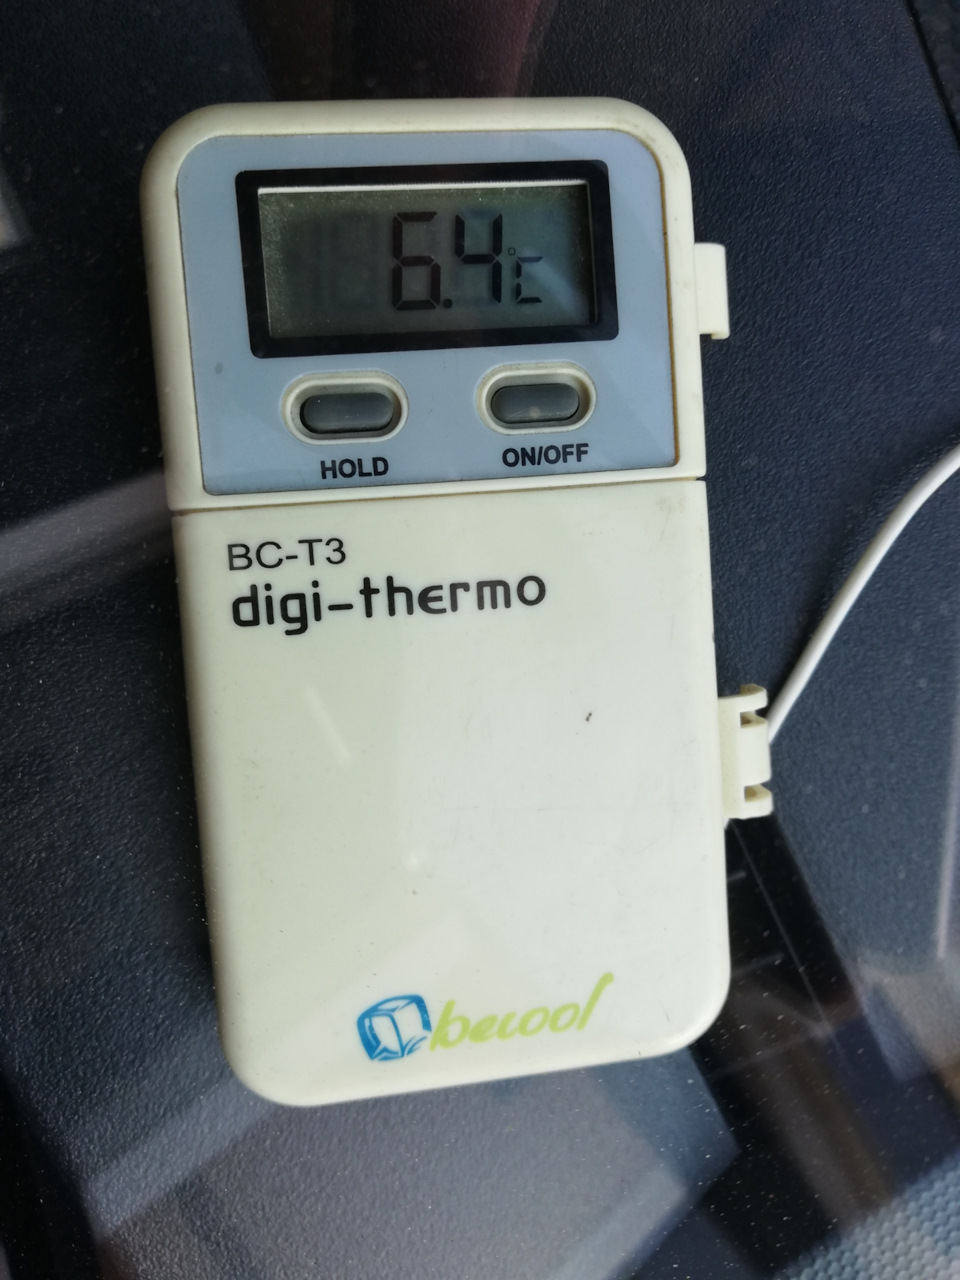 6.4°C
HOLD ON/OFF
BC-T3
digi-thermo
becool